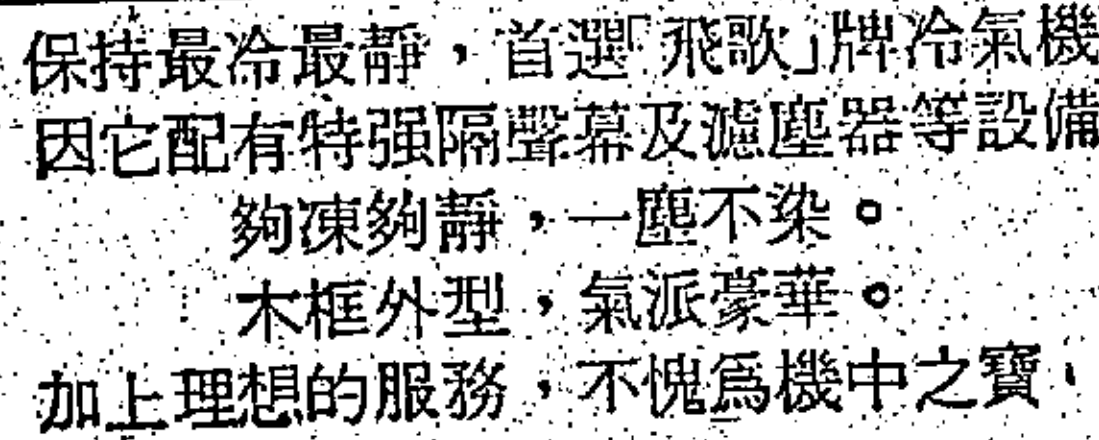 保持最冷最靜，首選「飛歌」牌冷氣機
因它配有特强隔聲幕及濾塵器等設備
夠凍夠靜，一塵不染。
木框外型，氣派豪華。
加上理想的服務，不愧爲機中之寶，